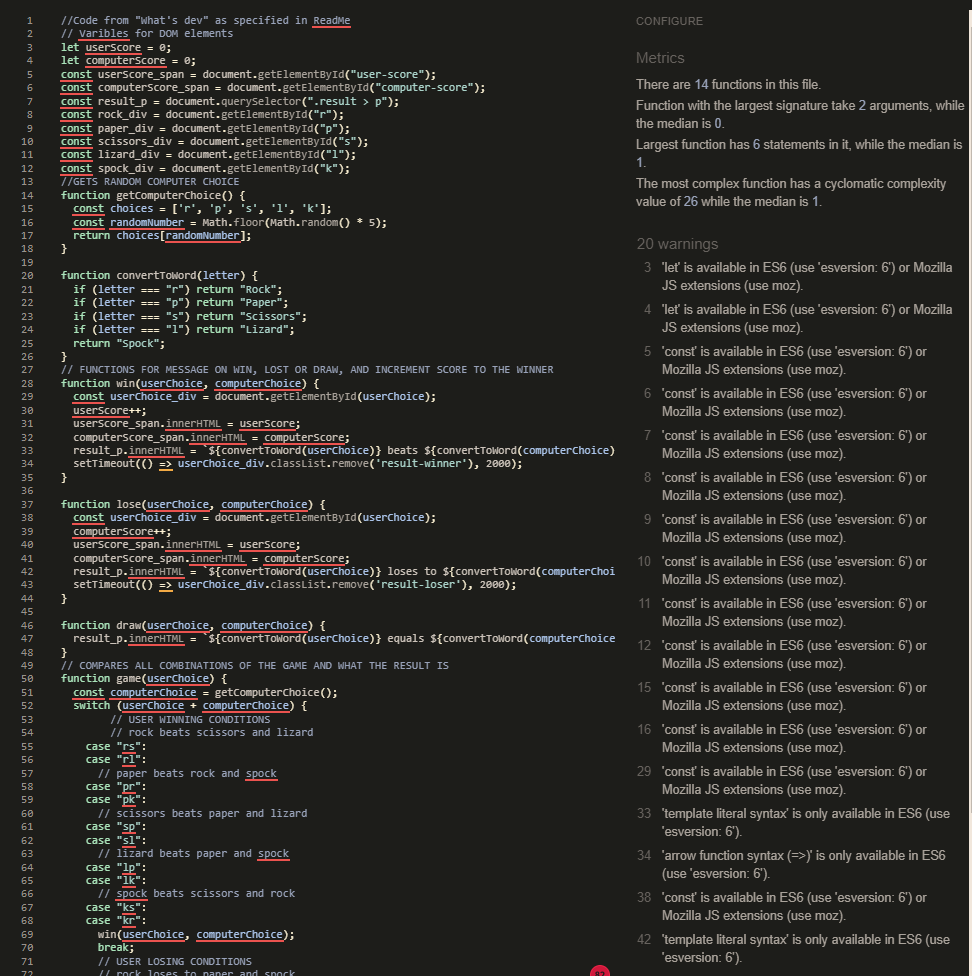 1 //Code from "What's dev" as specified in ReadMe
2 // Varibles for DOM elements
3 let userScore = 0;
4 let computerScore = 0;
5 const userScore_span = document.getElementById("user-score");
6 const computerScore_span = document.getElementById("computer-score");
7 const result_p = document.querySelector(".result > p");
8 const rock_div = document.getElementById("r");
9 const paper_div = document.getElementById("p");
10 const scissors_div = document.getElementById("s");
11 const lizard_div = document.getElementById("l");
12 const spock_div = document.getElementById("k");
13 //GETS RANDOM COMPUTER CHOICE
14 function getComputerChoice() {
15 const choices = ['r', 'p', 's', 'l', 'k'];
16 const randomNumber = Math.floor(Math.random() * 5);
17 return choices[randomNumber];
18 }
19
20 function convertToWord(letter) {
21 if (letter === "r") return "Rock";
22 if (letter === "p") return "Paper";
23 if (letter === "s") return "Scissors";
24 if (letter === "l") return "Lizard";
25 return "Spock";
26 }
27 // FUNCTIONS FOR MESSAGE ON WIN, LOST OR DRAW, AND INCREMENT SCORE TO THE WINNER
28 function win(userChoice, computerChoice) {
29 const userChoice_div = document.getElementById(userChoice);
30 userScore++;
31 userScore_span.innerHTML = userScore;
32 computerScore_span.innerHTML = computerScore;
33 result_p.innerHTML = `${convertToWord(userChoice)} beats ${convertToWord(computerChoice)
34 setTimeout(() => userChoice_div.classList.remove('result-winner'), 2000);
35 }
36
37 function lose(userChoice, computerChoice) {
38 const userChoice_div = document.getElementById(userChoice);
39 computerScore++;
40 userScore_span.innerHTML = userScore;
41 computerScore_span.innerHTML = computerScore;
42 result_p.innerHTML = `${convertToWord(userChoice)} loses to ${convertToWord(computerChoi
43 setTimeout(() => userChoice_div.classList.remove('result-loser'), 2000);
44 }
45
46 function draw(userChoice, computerChoice) {
47 result_p.innerHTML = `${convertToWord(userChoice)} equals ${convertToWord(computerChoice
48 }
49 // COMPARES ALL COMBINATIONS OF THE GAME AND WHAT THE RESULT IS
50 function game(userChoice) {
51 const computerChoice = getComputerChoice();
52 switch (userChoice + computerChoice) {
53 // USER WINNING CONDITIONS
54 // rock beats scissors and lizard
55 case "rs":
56 case "rl":
57 // paper beats rock and spock
58 case "pr":
59 case "pk":
60 // scissors beats paper and lizard
61 case "sp":
62 case "sl":
63 // lizard beats paper and spock
64 case "lp":
65 case "lk":
66 // spock beats scissors and rock
67 case "ks":
68 case "kr":
69 win(userChoice, computerChoice);
70 break;
71 // USER LOSING CONDITIONS
72 // rock loses to paper and spock
CONFIGURE
Metrics
There are 14 functions in this file.
Function with the largest signature take 2 arguments, while
the median is 0.
Largest function has 6 statements in it, while the median is
1.
The most complex function has a cyclomatic complexity
value of 26 while the median is 1.
20 warnings
3 'let' is available in ES6 (use 'esversion: 6') or Mozilla
JS extensions (use moz).
4 'let' is available in ES6 (use 'esversion: 6') or Mozilla
JS extensions (use moz).
5 'const' is available in ES6 (use 'esversion: 6') or
Mozilla JS extensions (use moz).
6 'const' is available in ES6 (use 'esversion: 6') or
Mozilla JS extensions (use moz).
7 'const' is available in ES6 (use 'esversion: 6') or
Mozilla JS extensions (use moz).
8 'const' is available in ES6 (use 'esversion: 6') or
Mozilla JS extensions (use moz).
9 'const' is available in ES6 (use 'esversion: 6') or
Mozilla JS extensions (use moz).
10 'const' is available in ES6 (use 'esversion: 6') or
Mozilla JS extensions (use moz).
11 'const' is available in ES6 (use 'esversion: 6') or
Mozilla JS extensions (use moz).
12 'const' is available in ES6 (use 'esversion: 6') or
Mozilla JS extensions (use moz).
15 'const' is available in ES6 (use 'esversion: 6') or
Mozilla JS extensions (use moz).
16 'const' is available in ES6 (use 'esversion: 6') or
Mozilla JS extensions (use moz).
29 'const' is available in ES6 (use 'esversion: 6') or
Mozilla JS extensions (use moz).
33 'template literal syntax' is only available in ES6 (use
'esversion: 6').
34 'arrow function syntax (=>)' is only available in ES6
(use 'esversion: 6').
38 'const' is available in ES6 (use 'esversion: 6') or
Mozilla JS extensions (use moz).
42 'template literal syntax' is only available in ES6 (use
'esversion: 6').